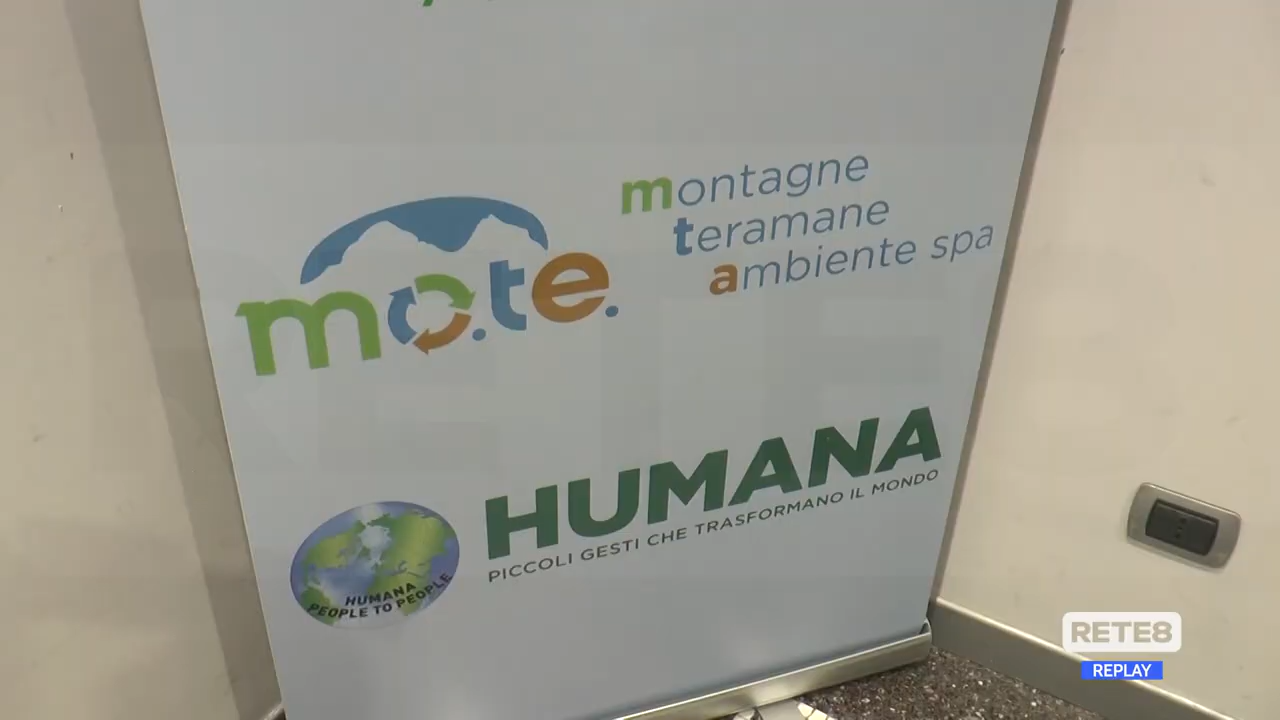 montagne
teramane
ambiente spa
mo.te.
HUMANA
PICCOLI GESTI CHE TRASFORMANO IL MONDO
HUMANA
PEOPLE TO PEOPLE
RETE8
REPLAY